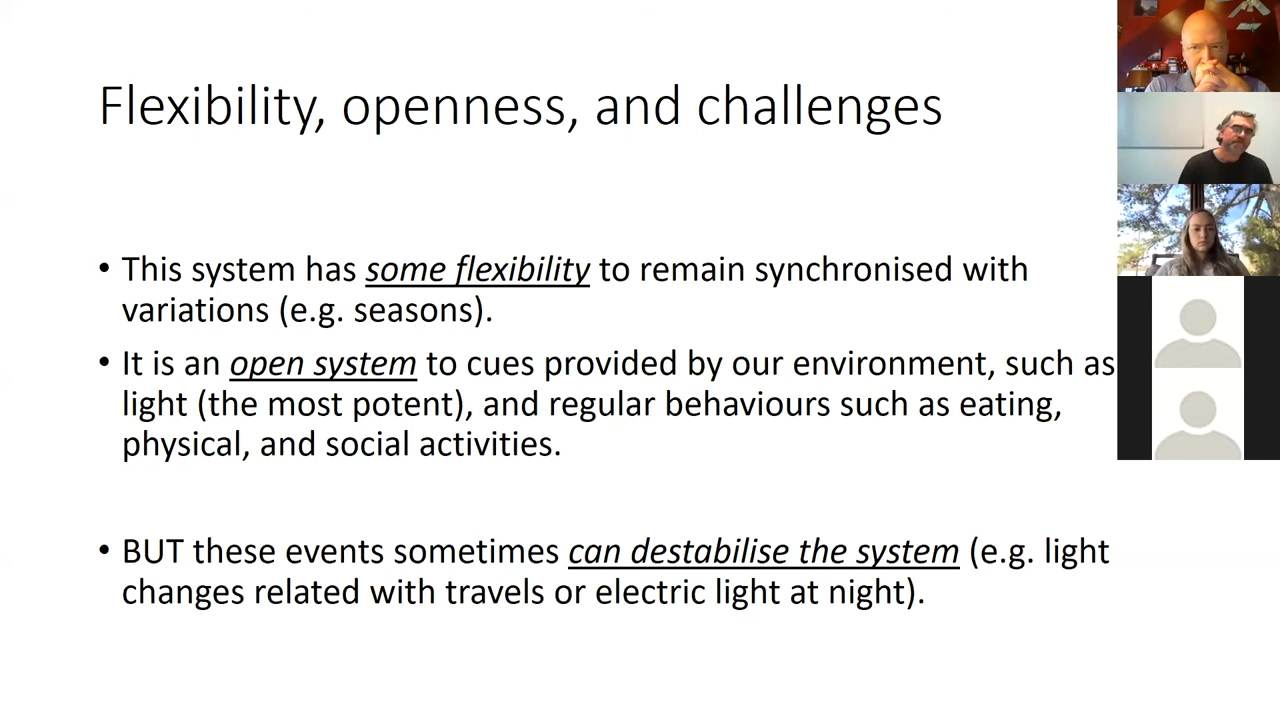 Flexibility, openness, and challenges
• This system has some flexibility to remain synchronised with
variations (e.g. seasons).
• It is an open system to cues provided by our environment, such as
light (the most potent), and regular behaviours such as eating,
physical, and social activities.
• BUT these events sometimes can destabilise the system (e.g. light
changes related with travels or electric light at night).